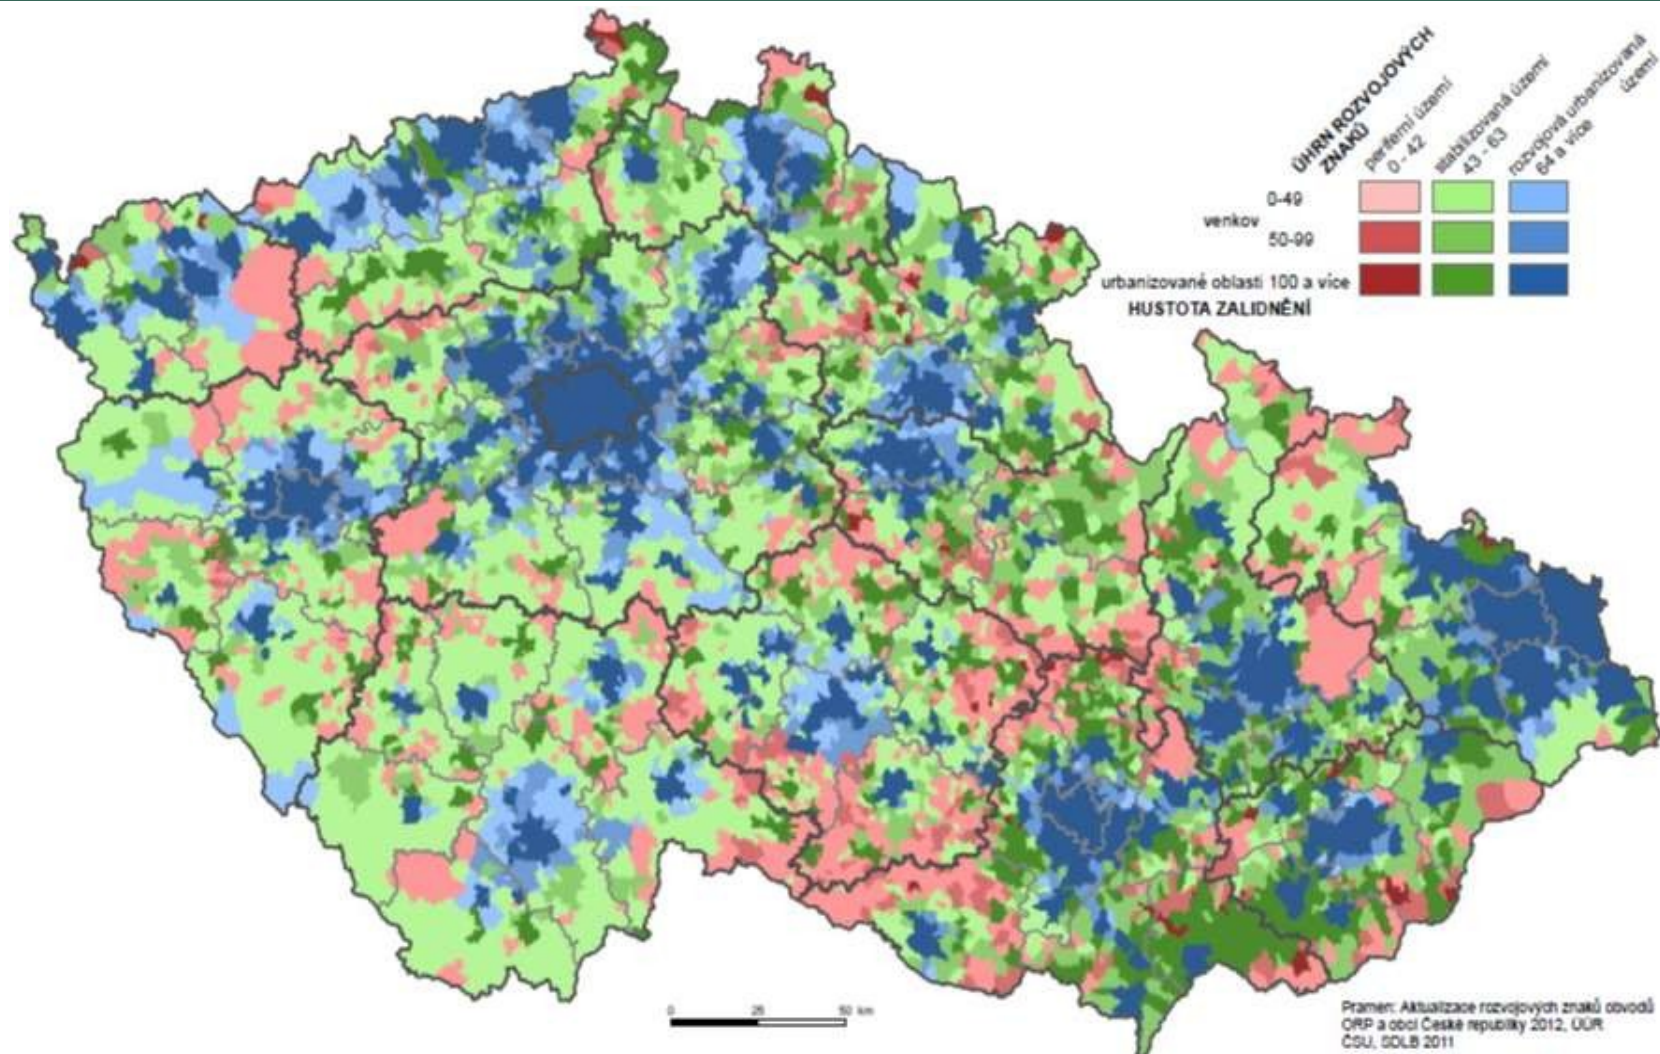 ÚHRN ROZVOJOVÝCH
ZNAKŮ
periferní území
0 - 42
stabilizovaná území
43 - 63
rozvojová urbanizovaná
území
64 a více
0-49
venkov
50-99
urbanizované oblasti 100 a více
HUSTOTA ZALIDNĚNÍ
0 25 50 km
Pramen: Aktualizace rozvojových znaků obvodů
ORP a obcí České republiky 2012, ÚÚR
ČSÚ, SDLB 2011